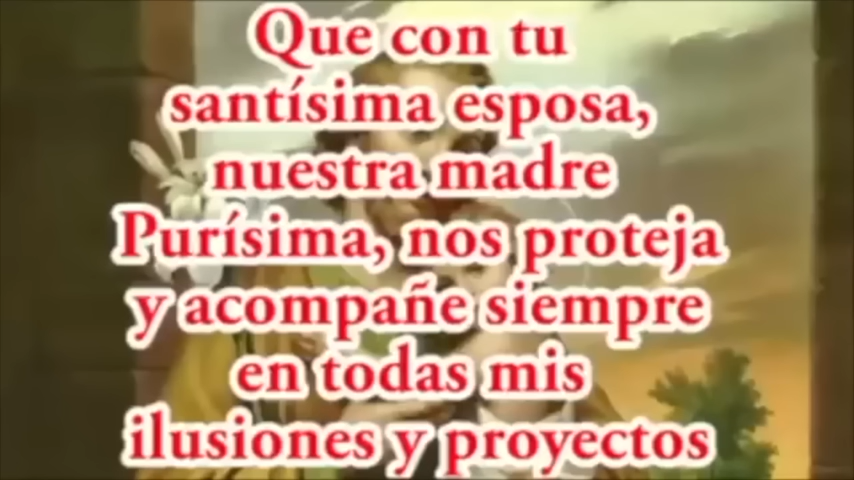 Que con tu
santísima esposa,
nuestra madre
Purísima, nos proteja
y acompañe siempre
en todas mis
ilusiones y proyectos